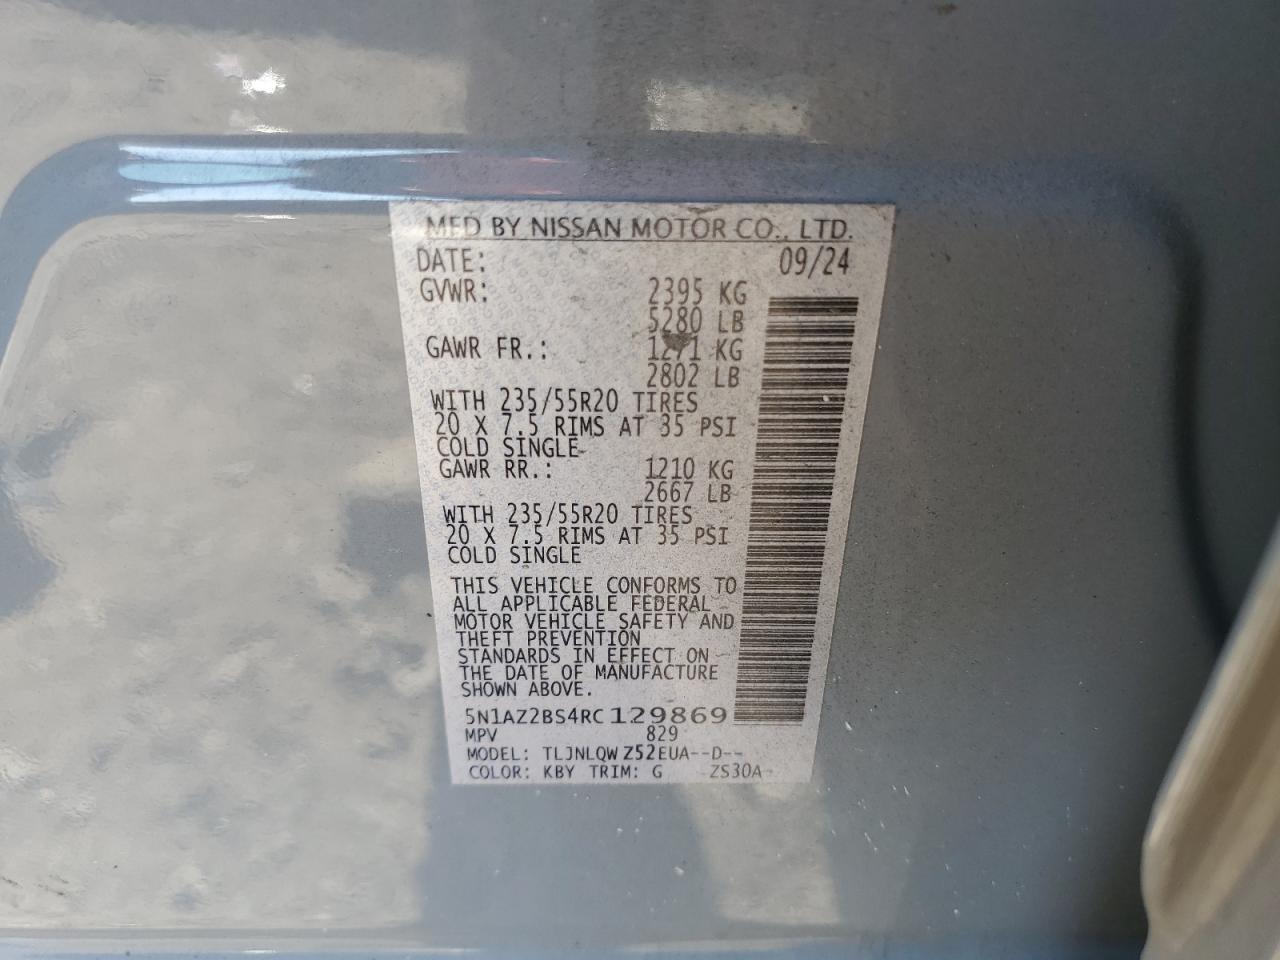 MFD BY NISSAN MOTOR CO., LTD.
DATE: 09/24
GVWR: 2395 KG
5280 LB
GAWR FR.: 1271 KG
2802 LB
WITH 235/55R20 TIRES
20 X 7.5 RIMS AT 35 PSI
COLD SINGLE
GAWR RR.: 1210 KG
2667 LB
WITH 235/55R20 TIRES
20 X 7.5 RIMS AT 35 PSI
COLD SINGLE
THIS VEHICLE CONFORMS TO
ALL APPLICABLE FEDERAL
MOTOR VEHICLE SAFETY AND
THEFT PREVENTION
STANDARDS IN EFFECT ON
THE DATE OF MANUFACTURE
SHOWN ABOVE.
5N1AZ2BS4RC129869
MPV 829
MODEL: TLJNLQW Z52EUA--D--
COLOR: KBY TRIM: G -ZS30A-